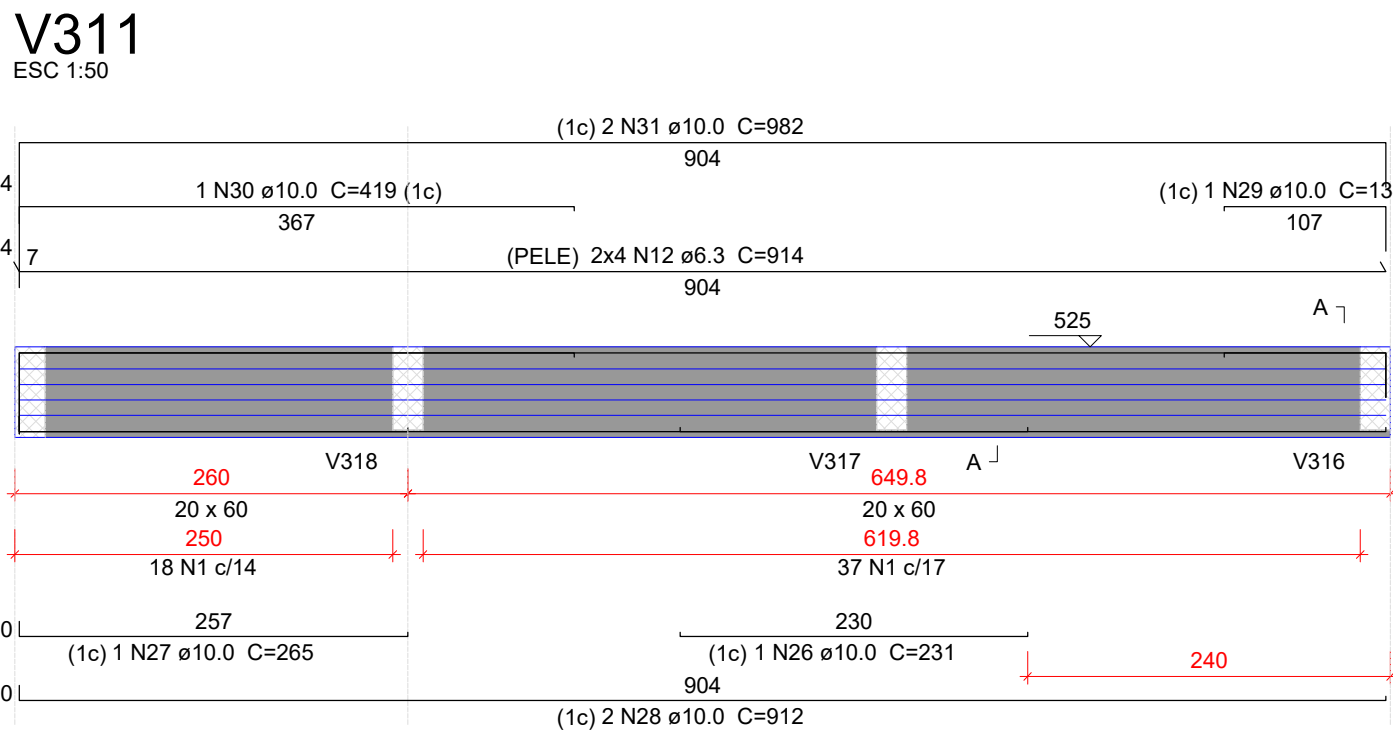 V311
ESC 1:50
(1c) 2 N31 ø10.0 C=982
904
4
1 N30 ø10.0 C=419 (1c)
(1c) 1 N29 ø10.0 C=13
367
107
4
7
(PELE) 2x4 N12 ø6.3 C=914
904
A
525
V318
V317
A
V316
260
649.8
20 x 60
20 x 60
250
619.8
18 N1 c/14
37 N1 c/17
257
230
0
(1c) 1 N27 ø10.0 C=265
(1c) 1 N26 ø10.0 C=231
240
904
0
(1c) 2 N28 ø10.0 C=912